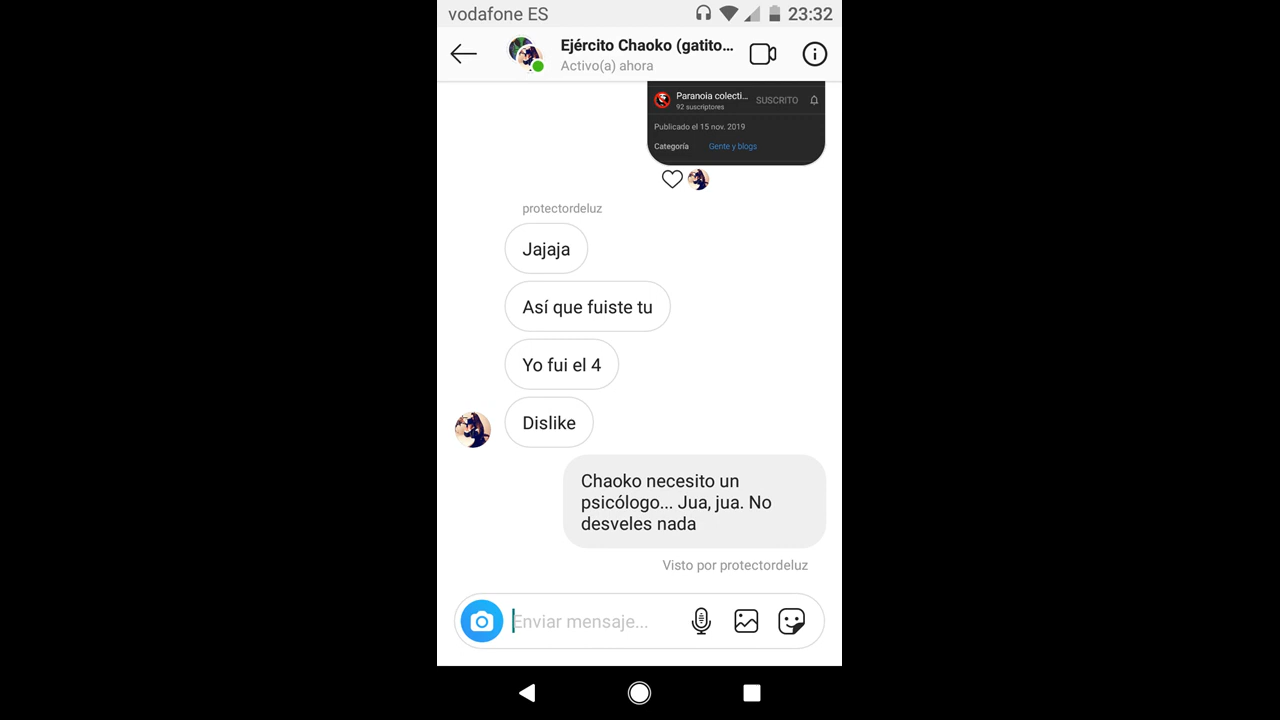 vodafone ES
23:32
Ejército Chaoko (gatito...
Activo(a) ahora
Paranoia colecti...
92 suscriptores
SUSCRITO
Publicado el 15 nov. 2019
Categoría
Gente y blogs
protectordeluz
Jajaja
Así que fuiste tu
Yo fui el 4
Dislike
Chaoko necesito un
psicólogo... Jua, jua. No
desveles nada
Visto por protectordeluz
Enviar mensaje...